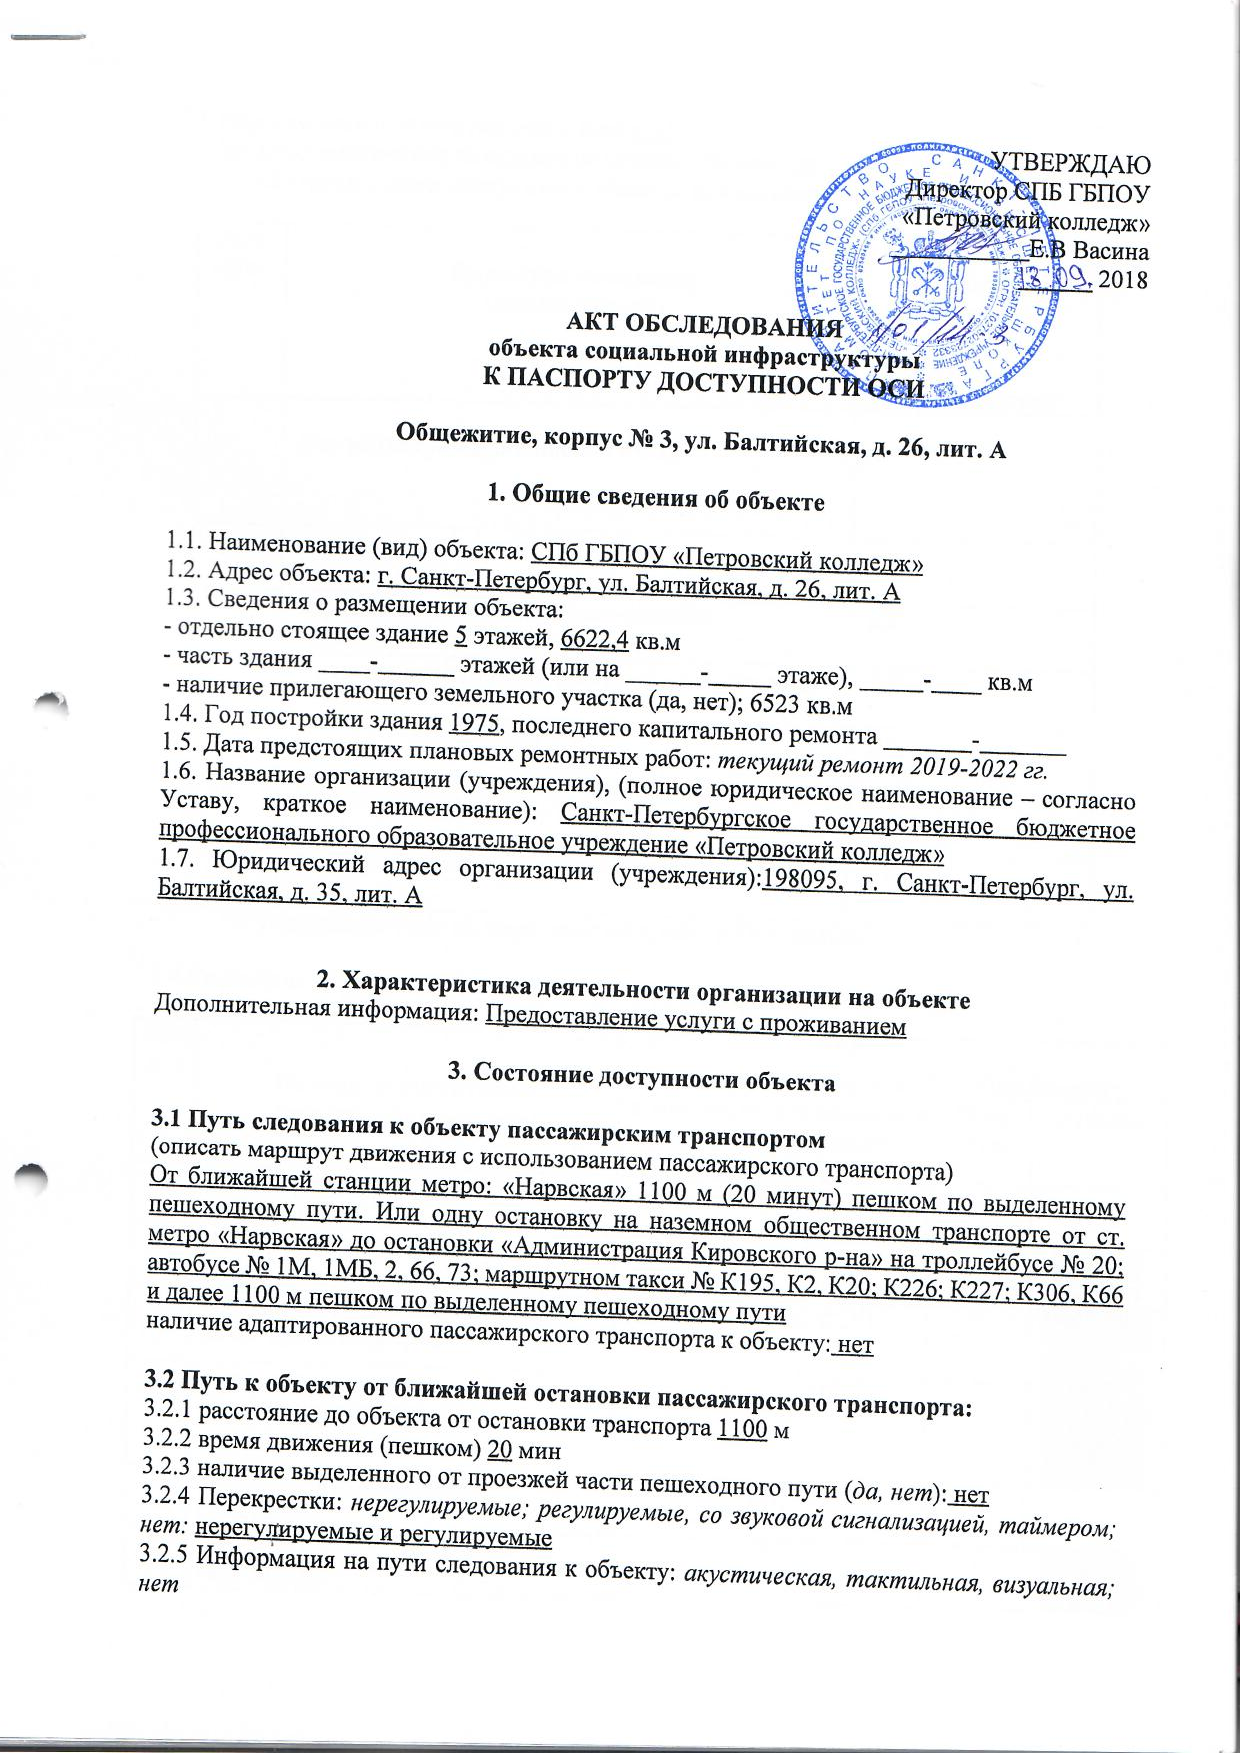 УТВЕРЖДАЮ
Директор СПБ ГБПОУ
«Петровский колледж»
Е.В Васина
13.09. 2018
АКТ ОБСЛЕДОВАНИЯ
объекта социальной инфраструктуры
К ПАСПОРТУ ДОСТУПНОСТИ ОСИ
Общежитие, корпус № 3, ул. Балтийская, д. 26, лит. А
1. Общие сведения об объекте
1.1. Наименование (вид) объекта: СПб ГБПОУ «Петровский колледж»
1.2. Адрес объекта: г. Санкт-Петербург, ул. Балтийская, д. 26, лит. А
1.3. Сведения о размещении объекта:
- отдельно стоящее здание 5 этажей, 6622,4 кв.м
- часть здания ____-______ этажей (или на ______-_____ этаже), _____-____ кв.м
- наличие прилегающего земельного участка (да, нет); 6523 кв.м
1.4. Год постройки здания 1975, последнего капитального ремонта _______-_______
1.5. Дата предстоящих плановых ремонтных работ: текущий ремонт 2019-2022 гг.
1.6. Название организации (учреждения), (полное юридическое наименование – согласно
Уставу, краткое наименование): Санкт-Петербургское государственное бюджетное
профессионального образовательное учреждение «Петровский колледж»
1.7. Юридический адрес организации (учреждения):198095, г. Санкт-Петербург, ул.
Балтийская, д. 35, лит. А
2. Характеристика деятельности организации на объекте
Дополнительная информация: Предоставление услуги с проживанием
3. Состояние доступности объекта
3.1 Путь следования к объекту пассажирским транспортом
(описать маршрут движения с использованием пассажирского транспорта)
От ближайшей станции метро: «Нарвская» 1100 м (20 минут) пешком по выделенному
пешеходному пути. Или одну остановку на наземном общественном транспорте от ст.
метро «Нарвская» до остановки «Администрация Кировского р-на» на троллейбусе № 20;
автобусе № 1М, 1МБ, 2, 66, 73; маршрутном такси № К195, К2, К20; К226; К227; К306, К66
и далее 1100 м пешком по выделенному пешеходному пути
наличие адаптированного пассажирского транспорта к объекту: нет
3.2 Путь к объекту от ближайшей остановки пассажирского транспорта:
3.2.1 расстояние до объекта от остановки транспорта 1100 м
3.2.2 время движения (пешком) 20 мин
3.2.3 наличие выделенного от проезжей части пешеходного пути (да, нет): нет
3.2.4 Перекрестки: нерегулируемые; регулируемые, со звуковой сигнализацией, таймером;
нет: нерегулируемые и регулируемые
3.2.5 Информация на пути следования к объекту: акустическая, тактильная, визуальная;
нет